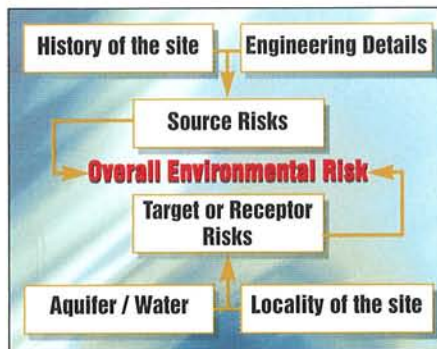 History of the site
Engineering Details
Source Risks
Overall Environmental Risk
Target or Receptor
Risks
Aquifer / Water
Locality of the site